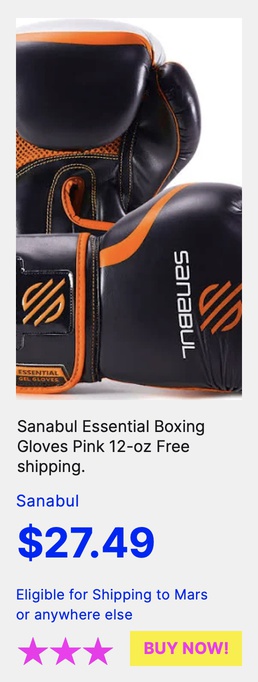 SANABUL
ESSENTIAL
GEL GLOVES
Sanabul Essential Boxing
Gloves Pink 12-oz Free
shipping.
Sanabul
$27.49
Eligible for Shipping to Mars
or anywhere else
BUY NOW!